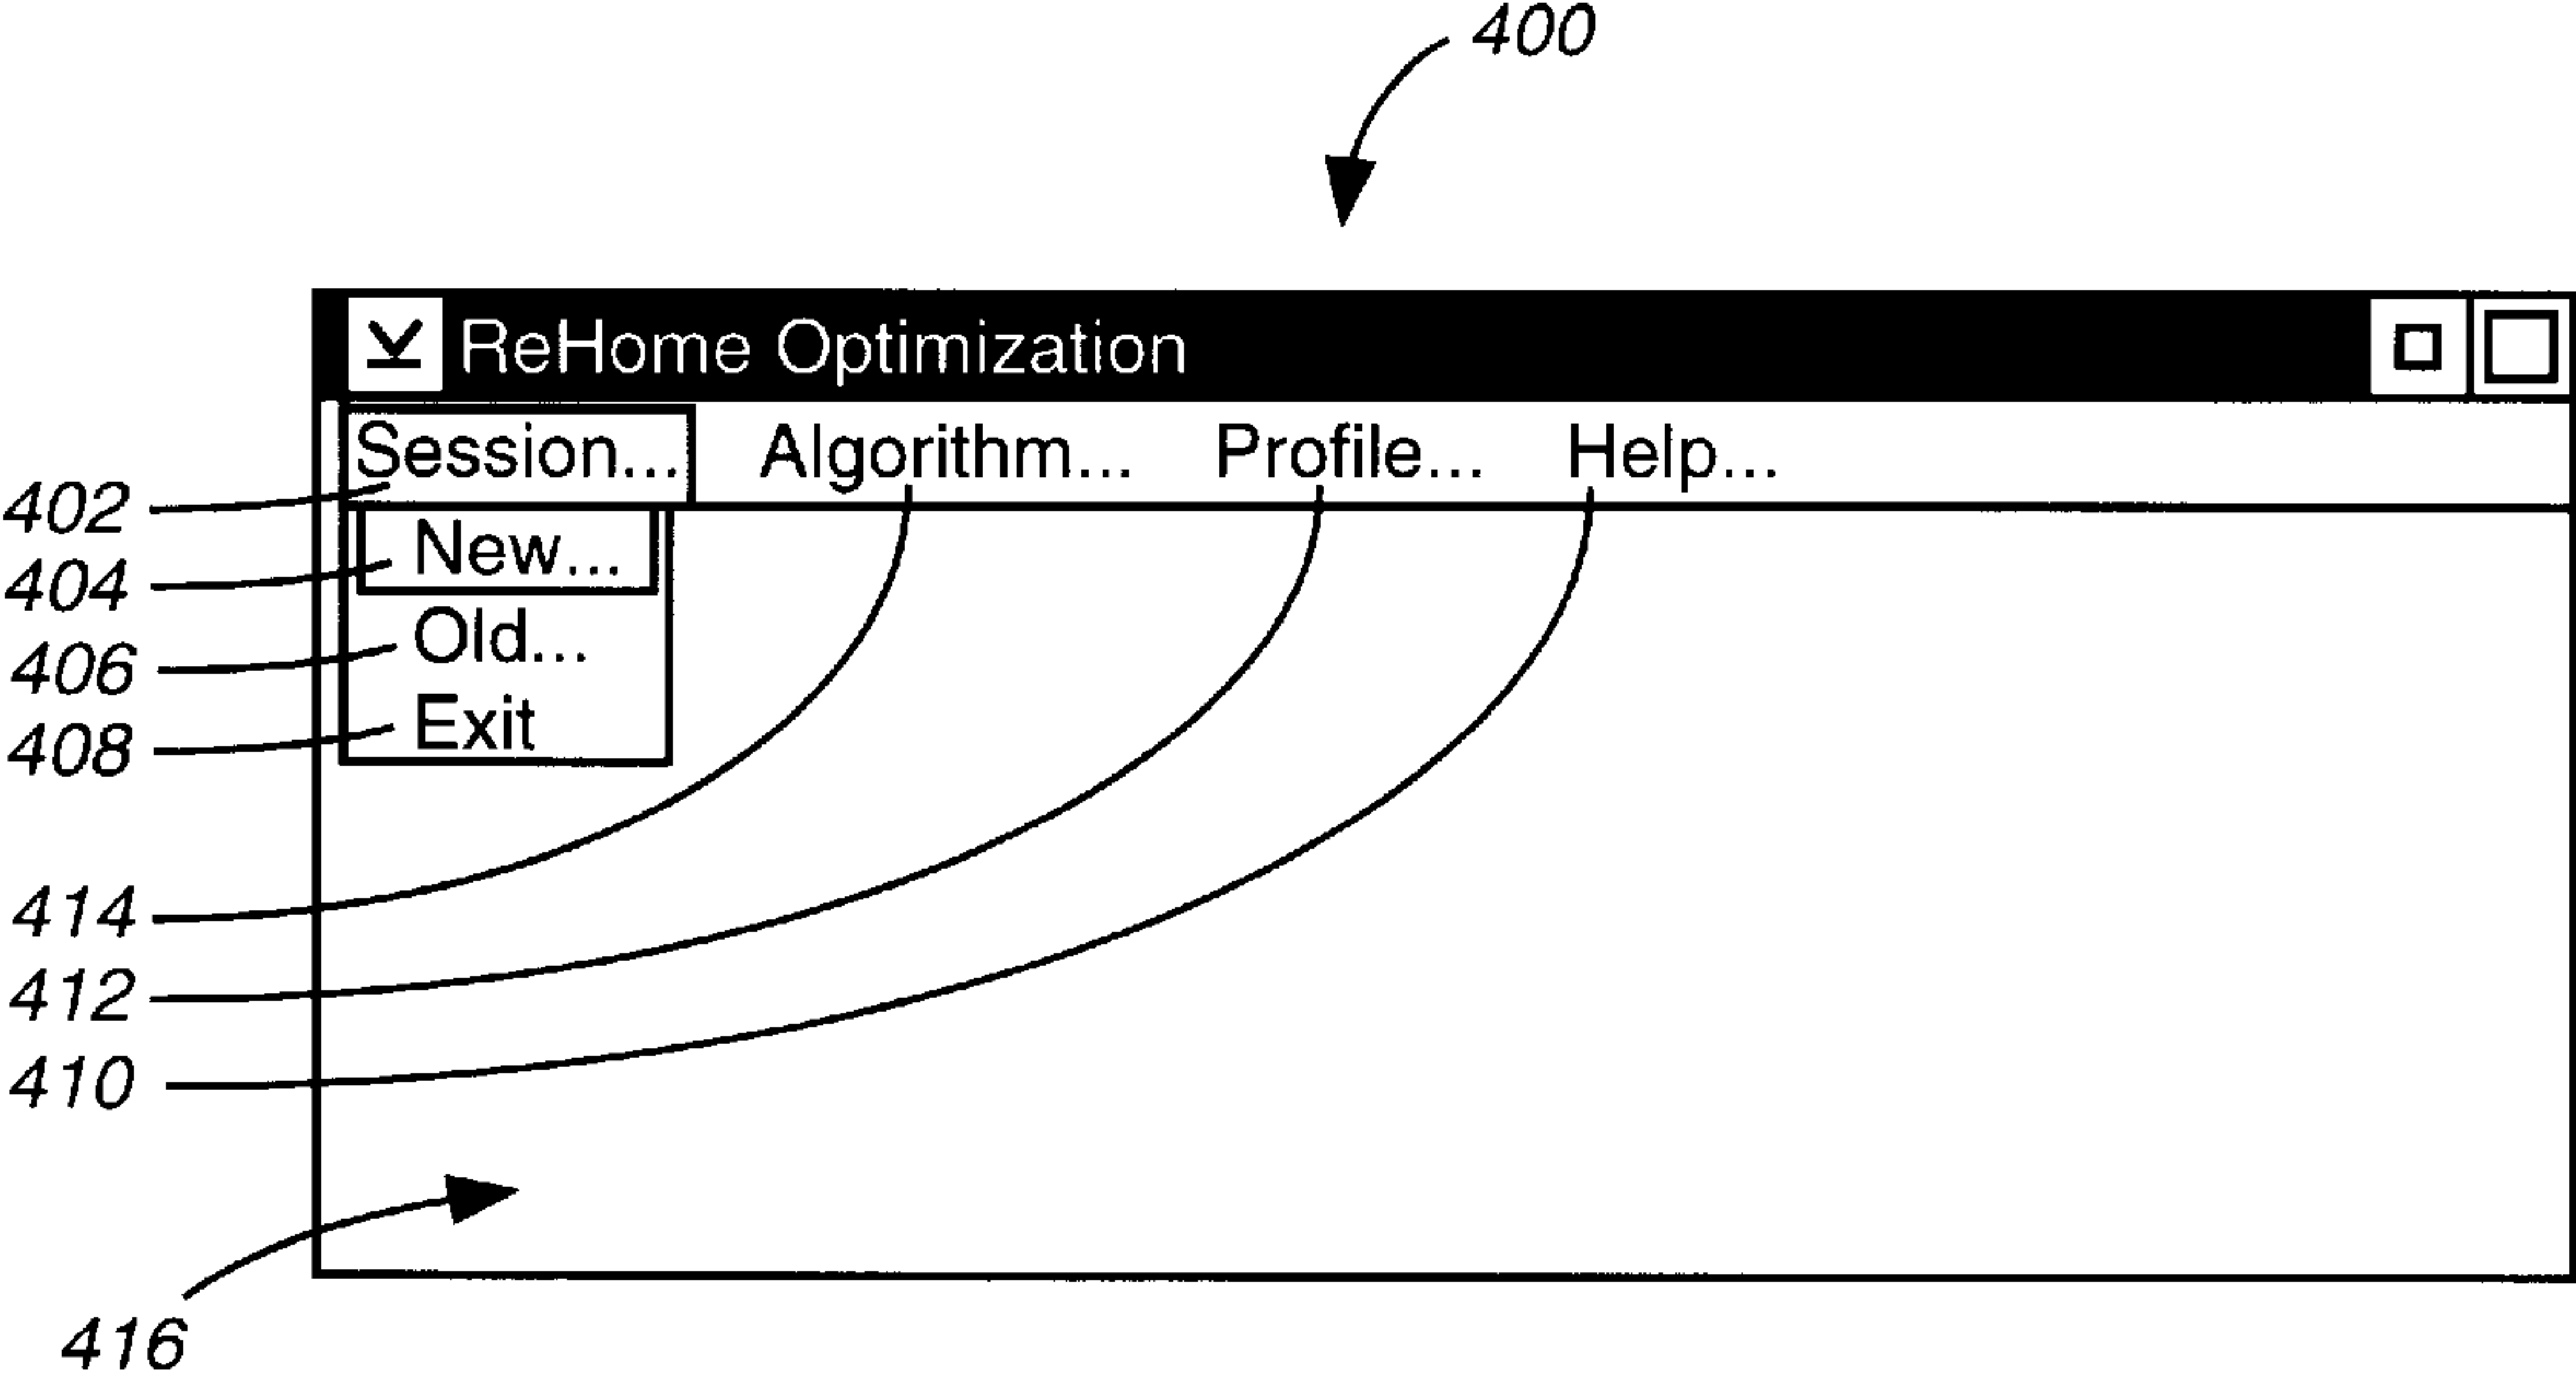 400
ReHome Optimization
Session... Algorithm... Profile... Help...
402
New...
404
Old...
406
Exit
408
414
412
410
416